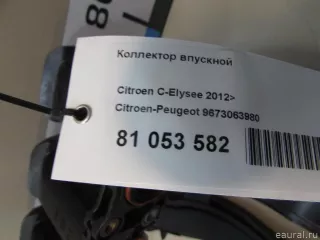 Коллектор впускной
Citroen C-Elysee 2012>
Citroen-Peugeot 9673063980
81 053 582
eaural.ru